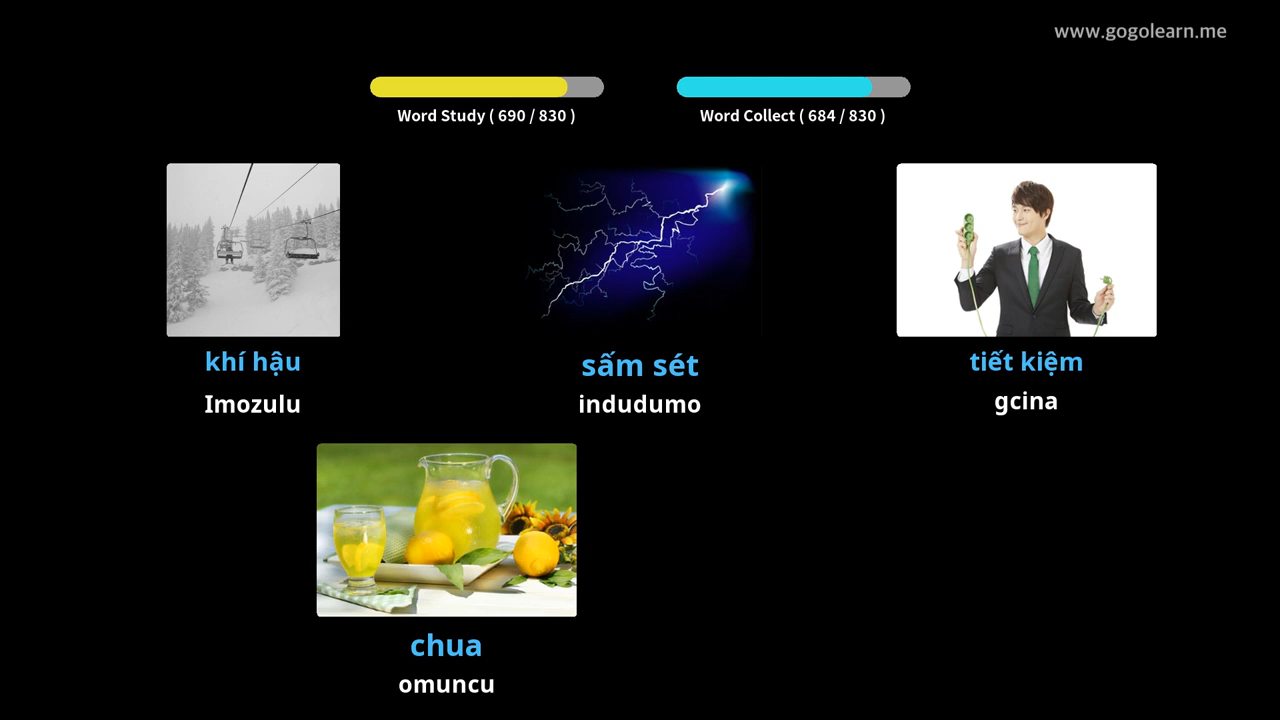 www.gogolearn.me
Word Study ( 690 / 830 )
Word Collect ( 684 / 830 )
khí hậu
Imozulu
sấm sét
indudumo
tiết kiệm
gcina
chua
omuncu